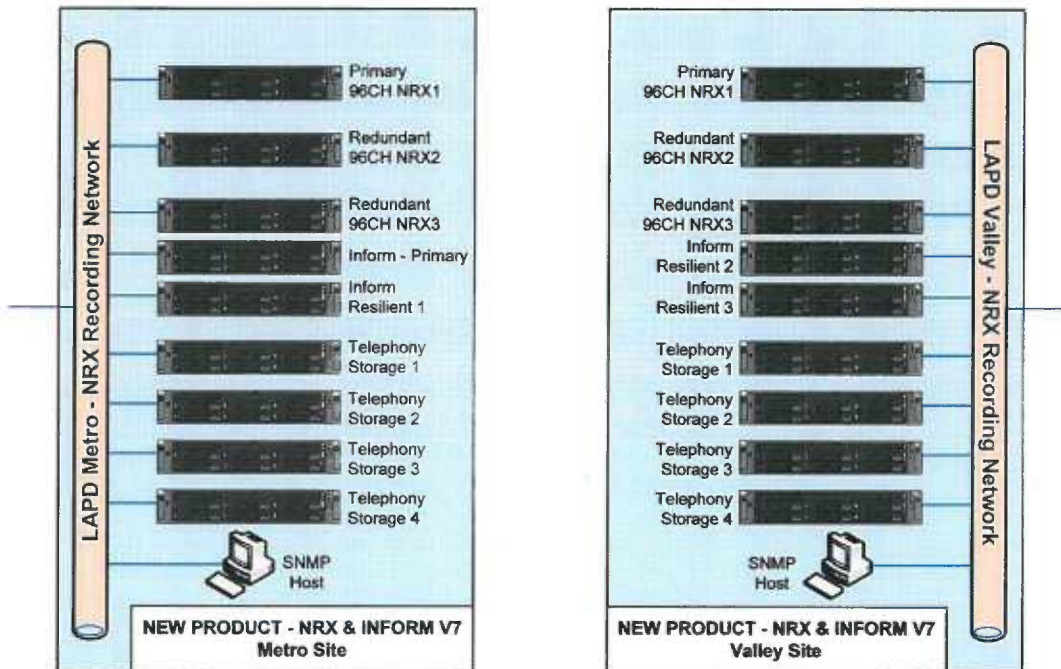 LAPD Metro - NRX Recording Network
Primary
96CH NRX1
Redundant
96CH NRX2
Redundant
96CH NRX3
Inform - Primary
Inform
Resilient 1
Telephony
Storage 1
Telephony
Storage 2
Telephony
Storage 3
Telephony
Storage 4
SNMP
Host
NEW PRODUCT - NRX & INFORM V7
Metro Site
Primary
96CH NRX1
Redundant
96CH NRX2
Redundant
96CH NRX3
Inform
Resilient 2
Inform
Resilient 3
Telephony
Storage 1
Telephony
Storage 2
Telephony
Storage 3
Telephony
Storage 4
SNMP
Host
LAPD Valley - NRX Recording Network
NEW PRODUCT - NRX & INFORM V7
Valley Site